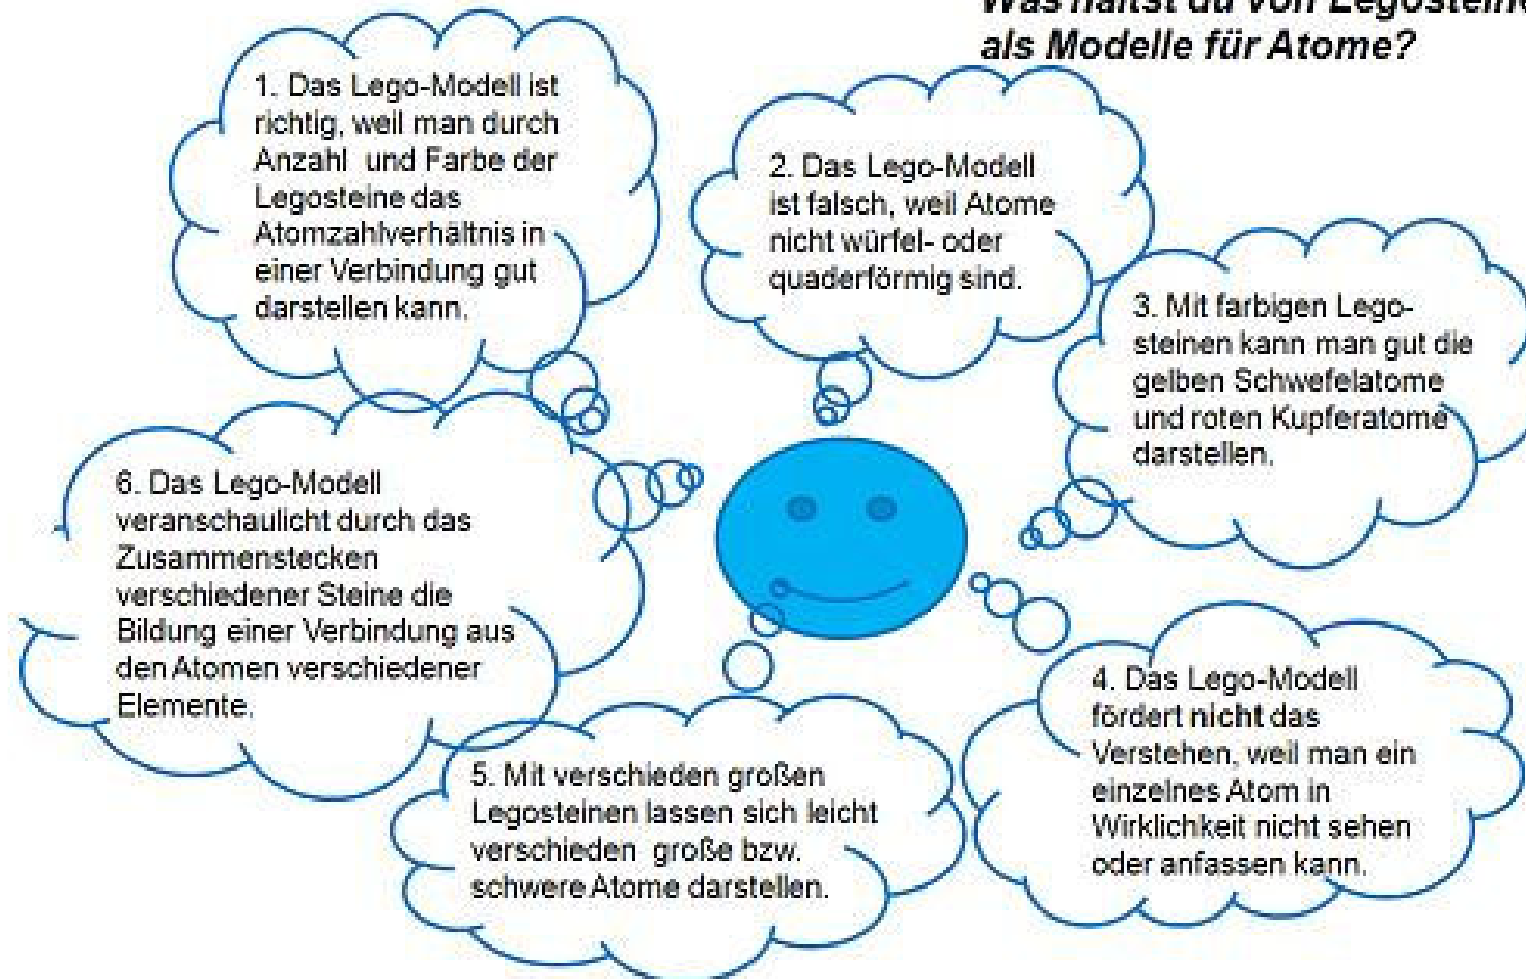 Was hältst du von Legosteine
als Modelle für Atome?
1. Das Lego-Modell ist
richtig, weil man durch
Anzahl und Farbe der
Legosteine das
Atomzahlverhältnis in
einer Verbindung gut
darstellen kann.
2. Das Lego-Modell
ist falsch, weil Atome
nicht würfel- oder
quaderförmig sind.
3. Mit farbigen Lego-
steinen kann man gut die
gelben Schwefelatome
und roten Kupferatome
darstellen.
4. Das Lego-Modell
fördert nicht das
Verstehen, weil man ein
einzelnes Atom in
Wirklichkeit nicht sehen
oder anfassen kann.
5. Mit verschieden großen
Legosteinen lassen sich leicht
verschieden große bzw.
schwere Atome darstellen.
6. Das Lego-Modell
veranschaulicht durch das
Zusammenstecken
verschiedener Steine die
Bildung einer Verbindung aus
den Atomen verschiedener
Elemente.